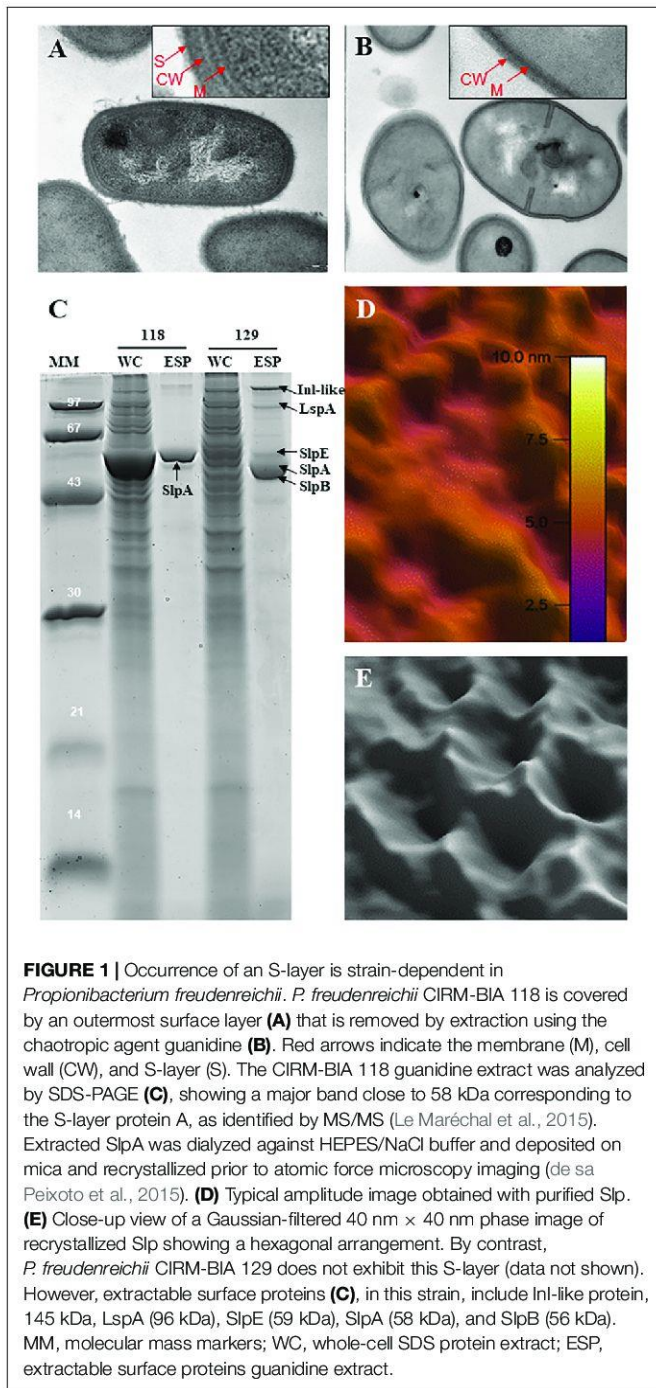 A
S
CW
M
B
CW
M
C
118 129
MM WC ESP WC ESP
97
67
43
30
21
14
Inl-like
LspA
SlpE
SlpA
SlpB
SlpA
D
10.0 nm
7.5
5.0
2.5
E
FIGURE 1 | Occurrence of an S-layer is strain-dependent in
Propionibacterium freudenreichii. P. freudenreichii CIRM-BIA 118 is covered
by an outermost surface layer (A) that is removed by extraction using the
chaotropic agent guanidine (B). Red arrows indicate the membrane (M), cell
wall (CW), and S-layer (S). The CIRM-BIA 118 guanidine extract was analyzed
by SDS-PAGE (C), showing a major band close to 58 kDa corresponding to
the S-layer protein A, as identified by MS/MS (Le Maréchal et al., 2015).
Extracted SlpA was dialyzed against HEPES/NaCl buffer and deposited on
mica and recrystallized prior to atomic force microscopy imaging (de sa
Peixoto et al., 2015). (D) Typical amplitude image obtained with purified Slp.
(E) Close-up view of a Gaussian-filtered 40 nm × 40 nm phase image of
recrystallized Slp showing a hexagonal arrangement. By contrast,
P. freudenreichii CIRM-BIA 129 does not exhibit this S-layer (data not shown).
However, extractable surface proteins (C), in this strain, include Inl-like protein,
145 kDa, LspA (96 kDa), SlpE (59 kDa), SlpA (58 kDa), and SlpB (56 kDa).
MM, molecular mass markers; WC, whole-cell SDS protein extract; ESP,
extractable surface proteins guanidine extract.